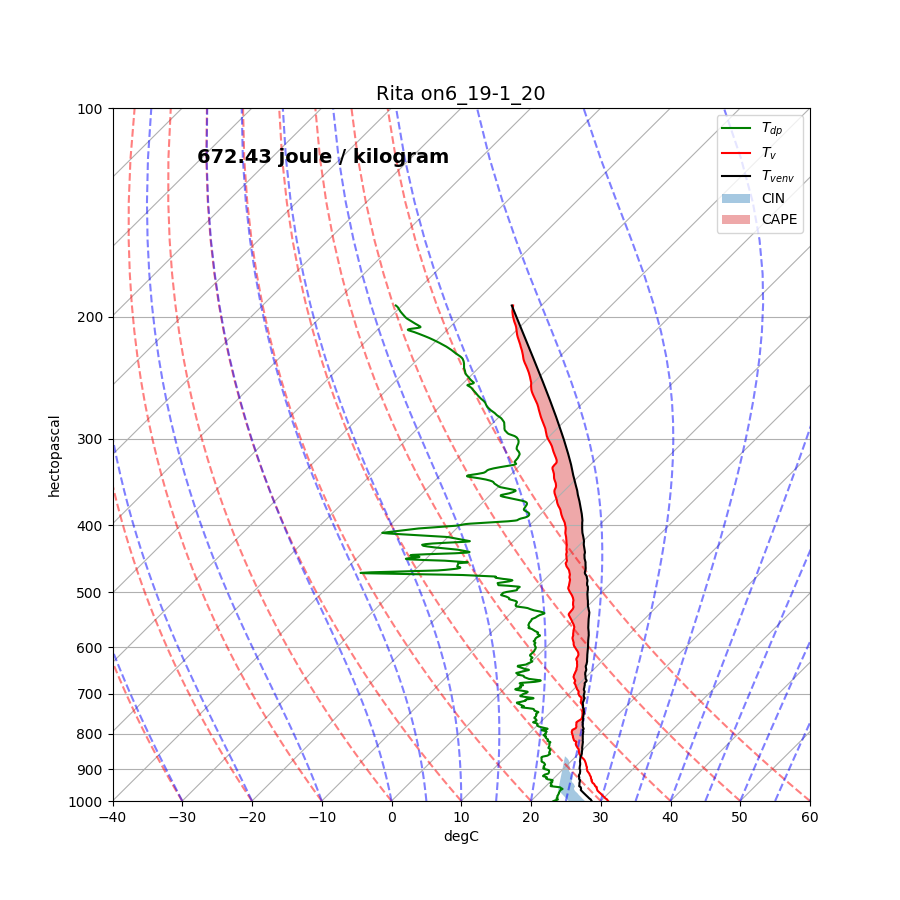 Rita on6_19-1_20
672.43 joule / kilogram
T_dp
T_v
T_venv
CIN
CAPE
hectopascal
100
200
300
400
500
600
700
800
900
1000
−40 −30 −20 −10 0 10 20 30 40 50 60
degC